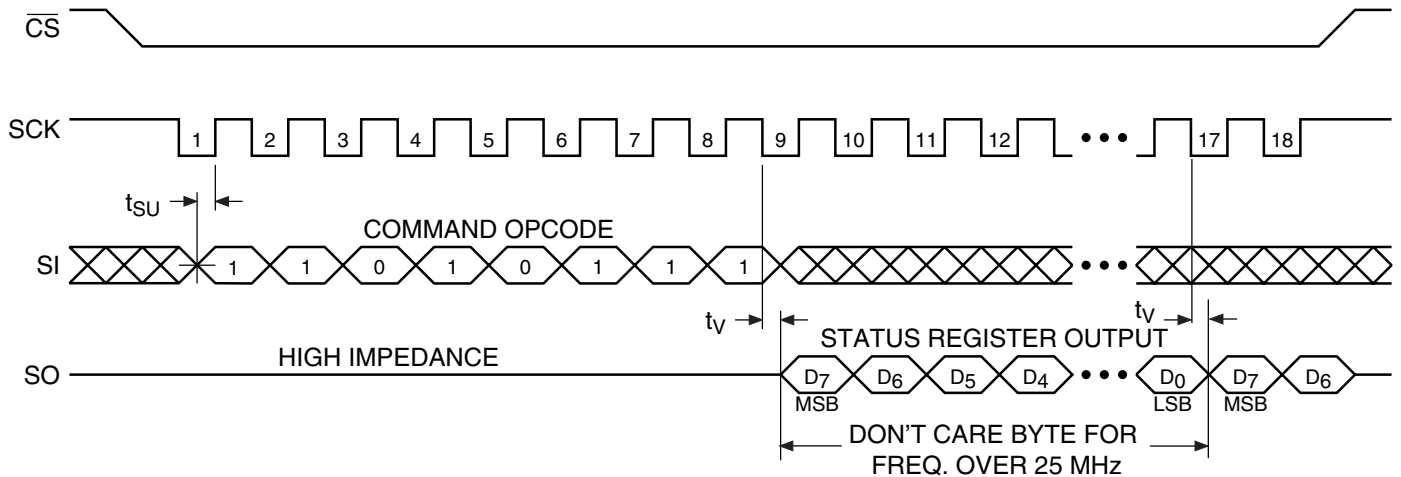 CS
SCK
1 2 3 4 5 6 7 8 9 10 11 12 ••• 17 18
tSU
COMMAND OPCODE
SI
1 1 0 1 0 1 1 1 •••
tV
tV
STATUS REGISTER OUTPUT
HIGH IMPEDANCE
SO
D7 D6 D5 D4 ••• D0 D7 D6
MSB LSB MSB
DON'T CARE BYTE FOR
FREQ. OVER 25 MHz